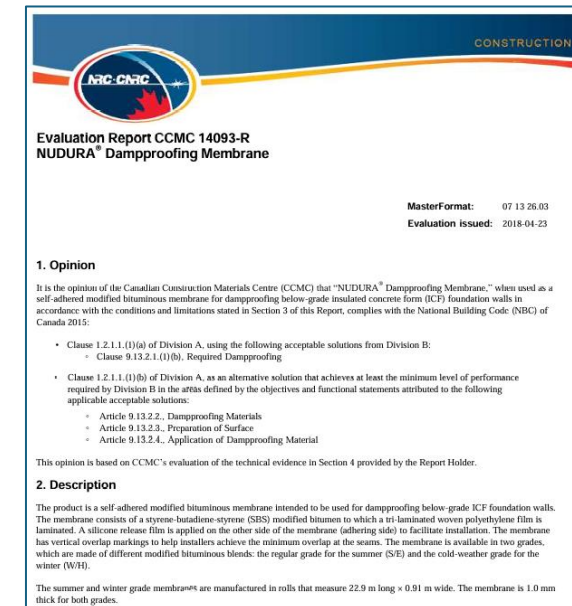 CONSTRUCTION
NRC·CNRC
Evaluation Report CCMC 14093-R
NUDURA® Dampproofing Membrane
MasterFormat: 07 13 26.03
Evaluation issued: 2018-04-23
1. Opinion
It is the opinion of the Canadian Construction Materials Centre (CCMC) that “NUDURA® Dampproofing Membrane,” when used as a
self-adhered modified bituminous membrane for dampproofing below-grade insulated concrete form (ICF) foundation walls in
accordance with the conditions and limitations stated in Section 3 of this Report, complies with the National Building Code (NBC) of
Canada 2015:
• Clause 1.2.1.1.(1)(a) of Division A, using the following acceptable solutions from Division B:
◦ Clause 9.13.2.1.(1)(b), Required Dampproofing
• Clause 1.2.1.1.(1)(b) of Division A, as an alternative solution that achieves at least the minimum level of performance
required by Division B in the areas defined by the objectives and functional statements attributed to the following
applicable acceptable solutions:
◦ Article 9.13.2.2., Dampproofing Materials
◦ Article 9.13.2.3., Preparation of Surface
◦ Article 9.13.2.4., Application of Dampproofing Material
This opinion is based on CCMC’s evaluation of the technical evidence in Section 4 provided by the Report Holder.
2. Description
The product is a self-adhered modified bituminous membrane intended to be used for dampproofing below-grade ICF foundation walls.
The membrane consists of a styrene-butadiene-styrene (SBS) modified bitumen to which a tri-laminated woven polyethylene film is
laminated. A silicone release film is applied on the other side of the membrane (adhering side) to facilitate installation. The membrane
has vertical overlap markings to help installers achieve the minimum overlap at the seams. The membrane is available in two grades,
which are made of different modified bituminous blends: the regular grade for the summer (S/E) and the cold-weather grade for the
winter (W/H).
The summer and winter grade membranes are manufactured in rolls that measure 22.9 m long × 0.91 m wide. The membrane is 1.0 mm
thick for both grades.